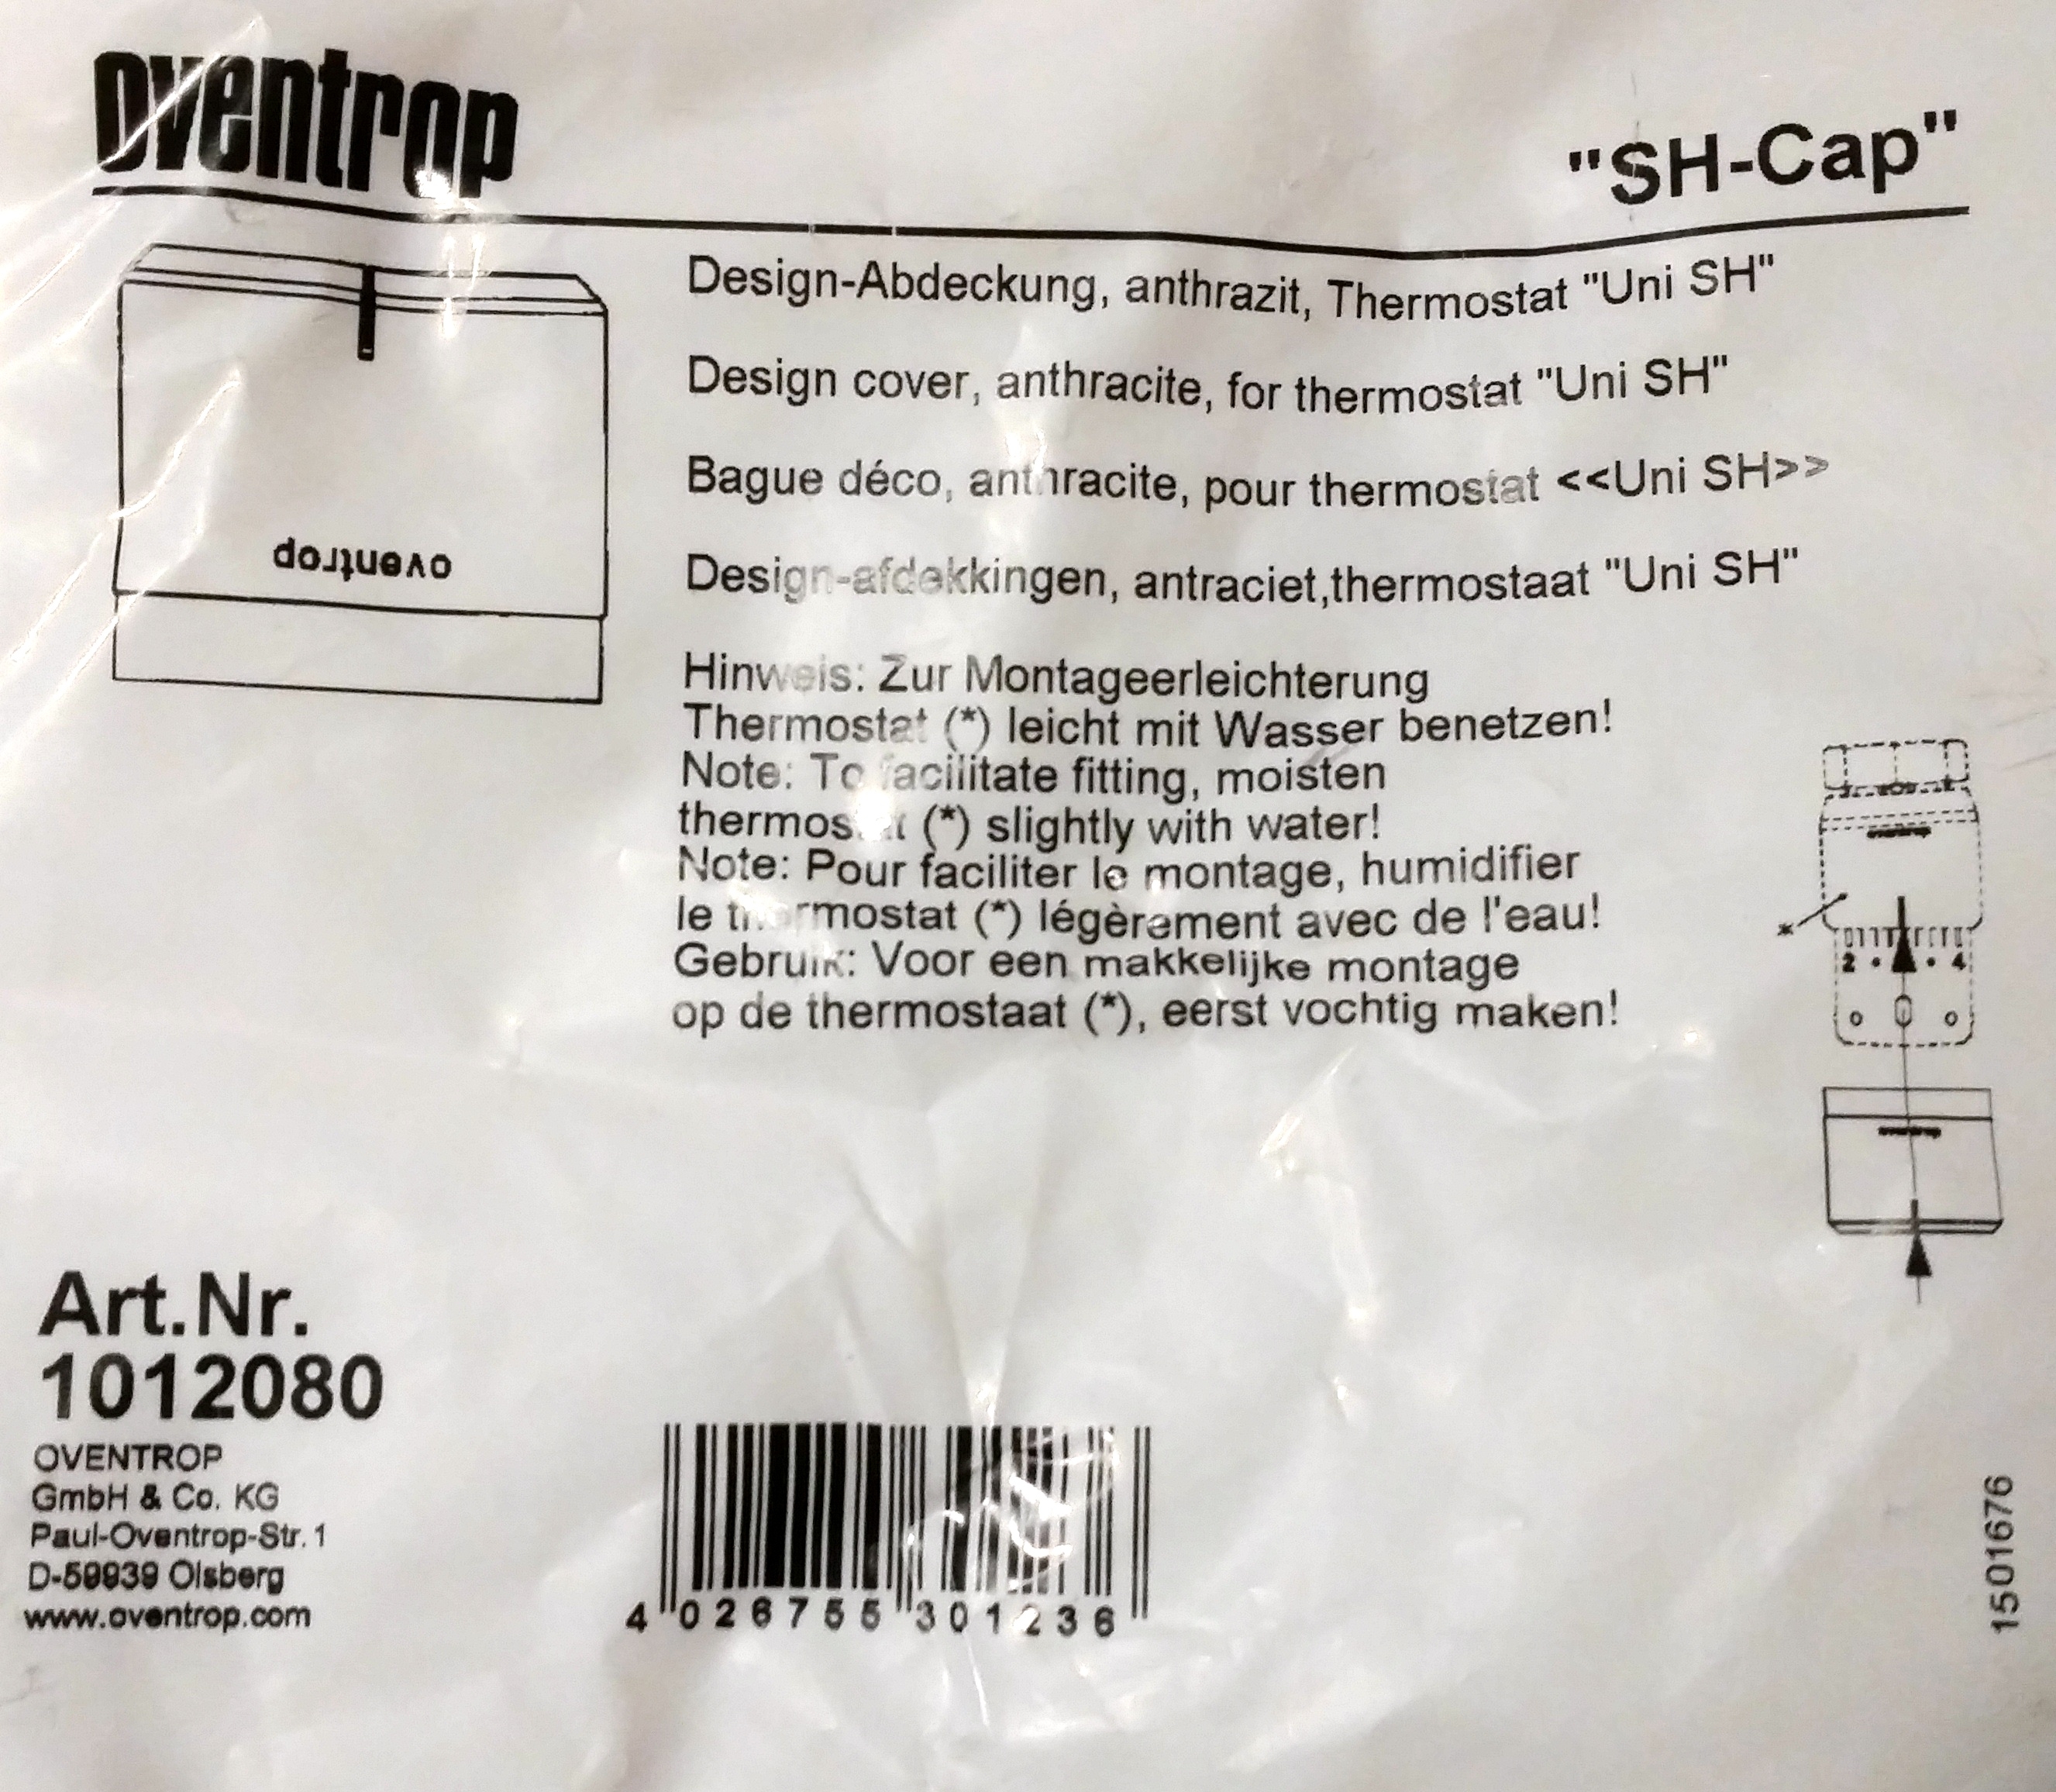 oventrop
"SH-Cap"
Design-Abdeckung, anthrazit, Thermostat "Uni SH"
Design cover, anthracite, for thermostat "Uni SH"
Bague déco, anthracite, pour thermostat <<Uni SH>>
Design-afdekkingen, antraciet,thermostaat "Uni SH"
oventrop
Hinweis: Zur Montageerleichterung
Thermostat (*) leicht mit Wasser benetzen!
Note: To facilitate fitting, moisten
thermostat (*) slightly with water!
Note: Pour faciliter le montage, humidifier
le thermostat (*) légèrement avec de l'eau!
Gebruik: Voor een makkelijke montage
op de thermostaat (*), eerst vochtig maken!
oventrop
*
2 • • 4
oventrop
Art.Nr.
1012080
OVENTROP
GmbH & Co. KG
Paul-Oventrop-Str. 1
D-59939 Olsberg
www.oventrop.com
4 026755 301236
1501676